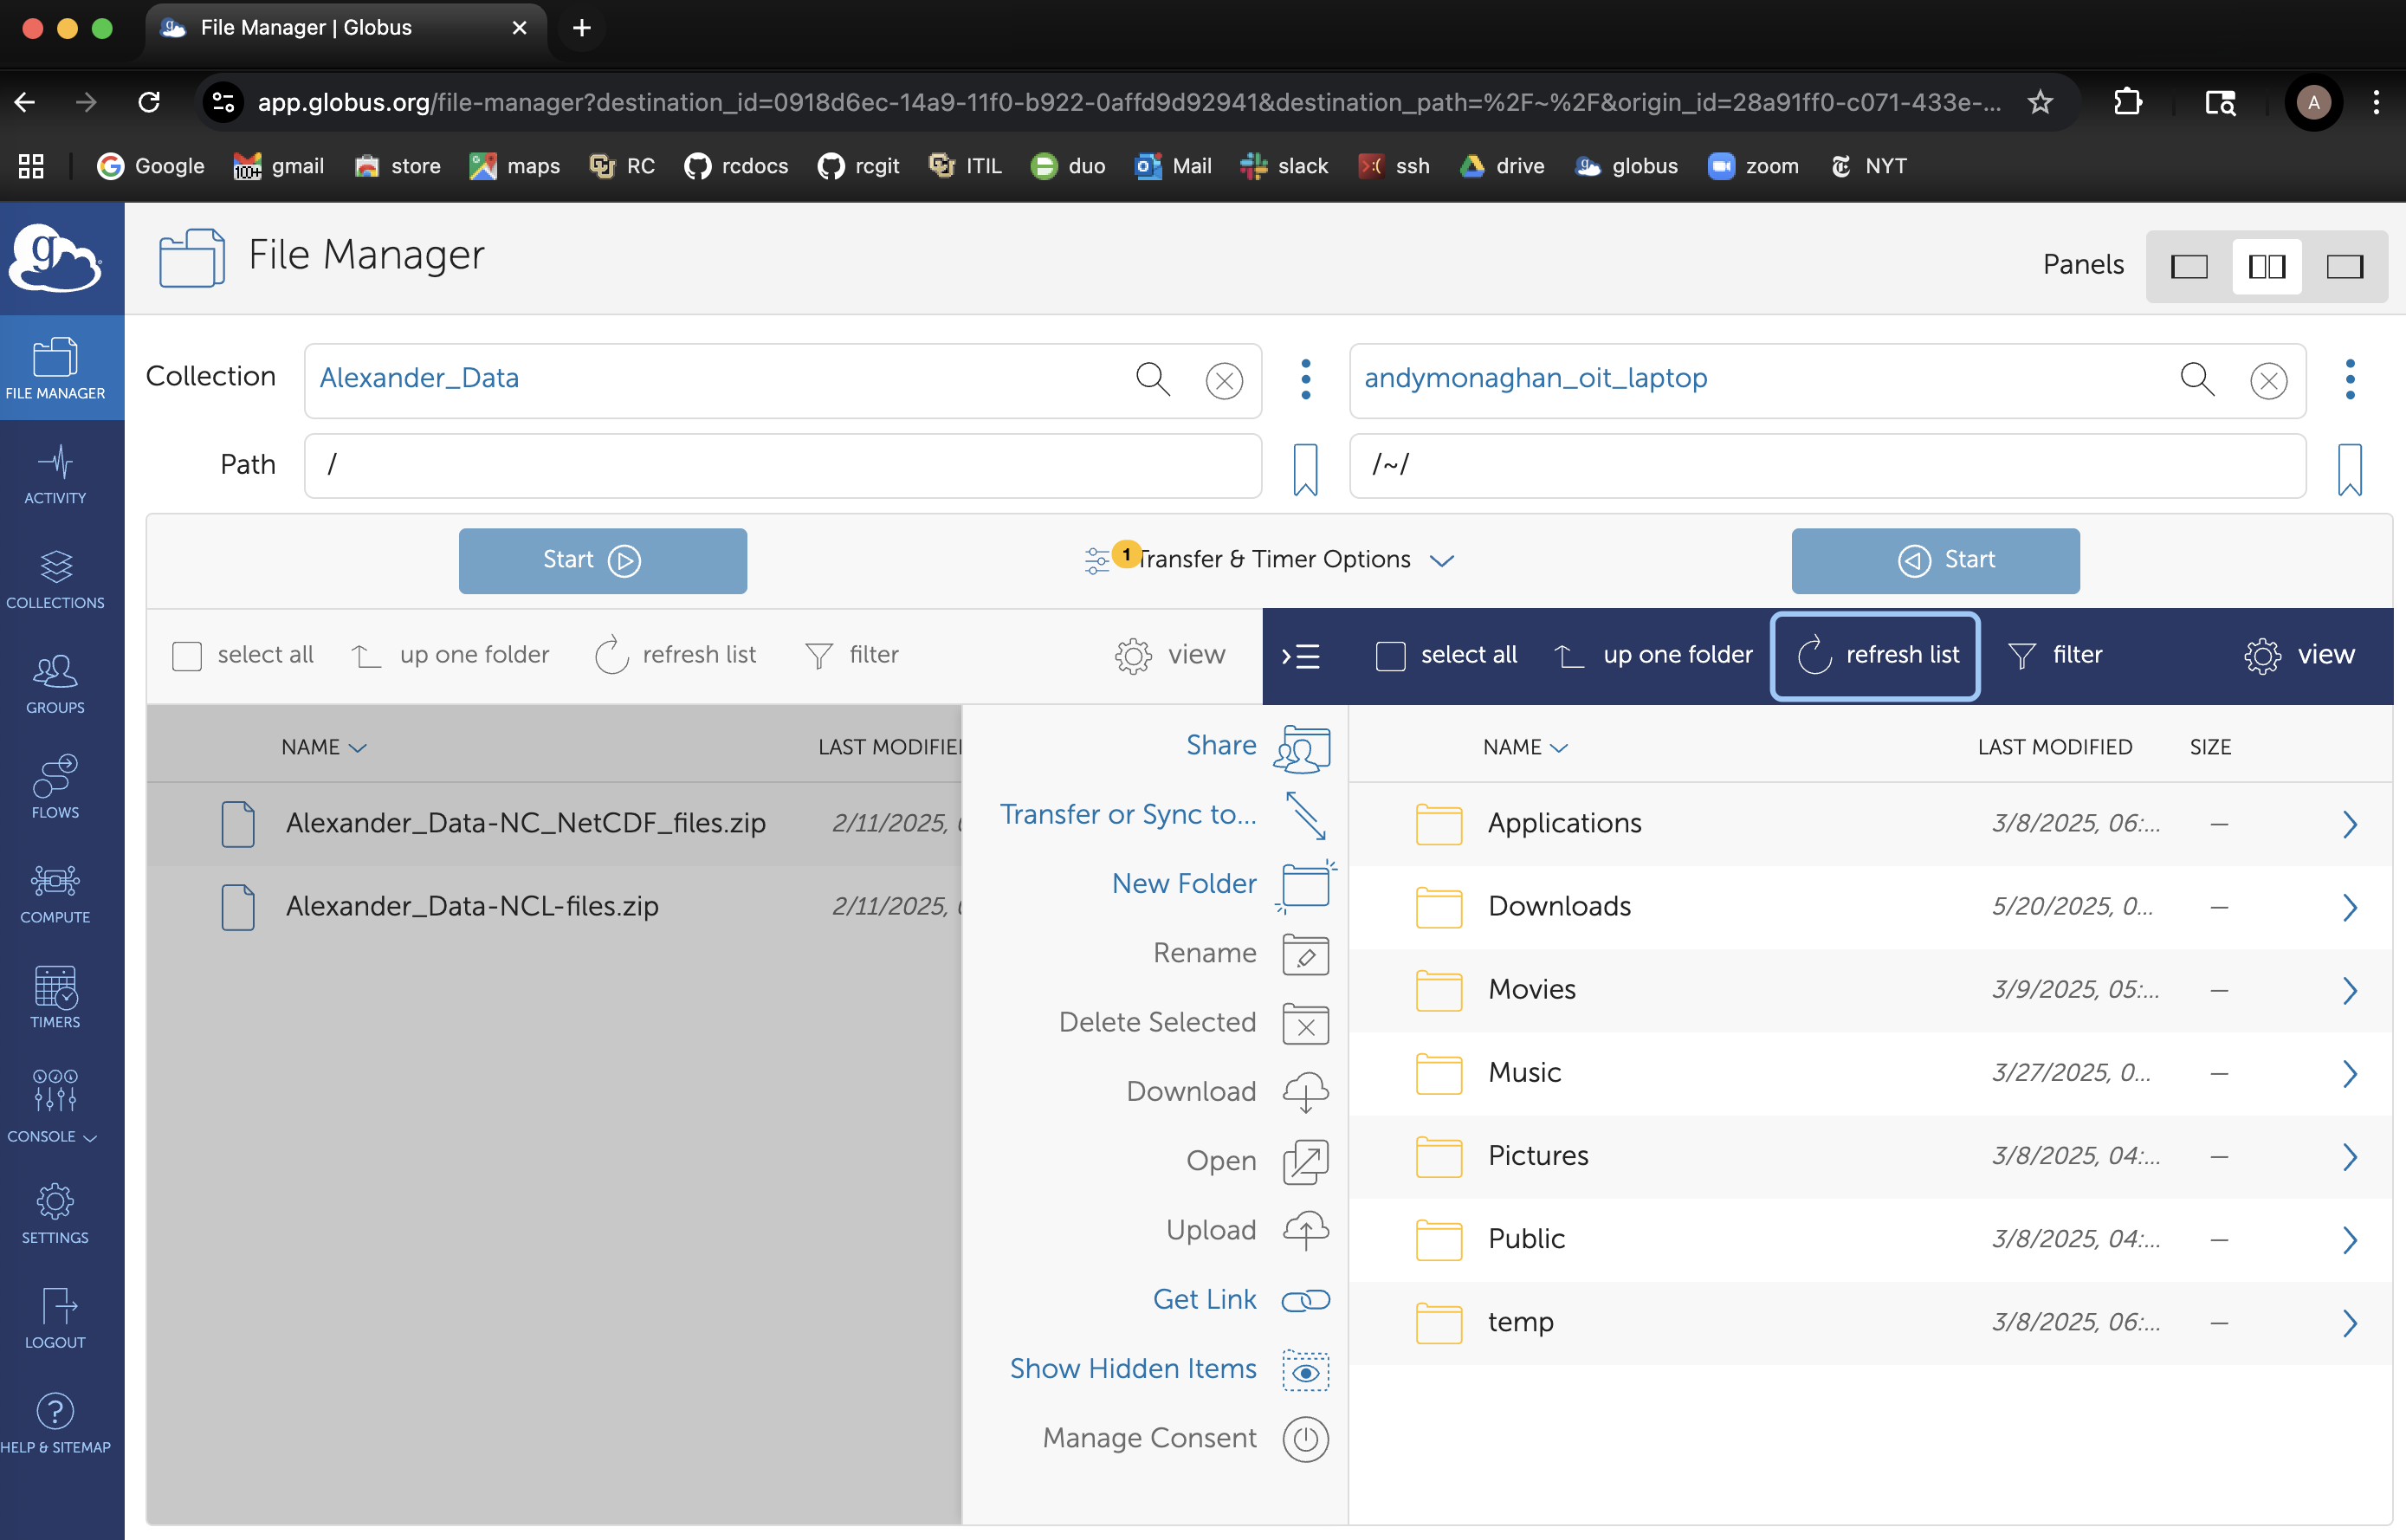 File Manager | Globus
app.globus.org/file-manager?destination_id=0918d6ec-14a9-11f0-b922-0affd9d92941&destination_path=%2F~%2F&origin_id=28a91ff0-c071-433e-...
A
Google
100+ gmail
store
maps
RC
rcdocs
rcgit
ITIL
duo
Mail
slack
ssh
drive
globus
zoom
NYT
File Manager
Panels
FILE MANAGER
ACTIVITY
COLLECTIONS
GROUPS
FLOWS
COMPUTE
TIMERS
CONSOLE
SETTINGS
LOGOUT
HELP & SITEMAP
Collection
Alexander_Data
andymonaghan_oit_laptop
Path
/
/~/
Start
1 Transfer & Timer Options
Start
select all
up one folder
refresh list
filter
view
select all
up one folder
refresh list
filter
view
NAME
LAST MODIFIE
Alexander_Data-NC_NetCDF_files.zip
2/11/2025,
Alexander_Data-NCL-files.zip
2/11/2025,
Share
Transfer or Sync to...
New Folder
Rename
Delete Selected
Download
Open
Upload
Get Link
Show Hidden Items
Manage Consent
NAME
LAST MODIFIED
SIZE
Applications
3/8/2025, 06:...
—
Downloads
5/20/2025, 0...
—
Movies
3/9/2025, 05:...
—
Music
3/27/2025, 0...
—
Pictures
3/8/2025, 04:...
—
Public
3/8/2025, 04:...
—
temp
3/8/2025, 06:...
—